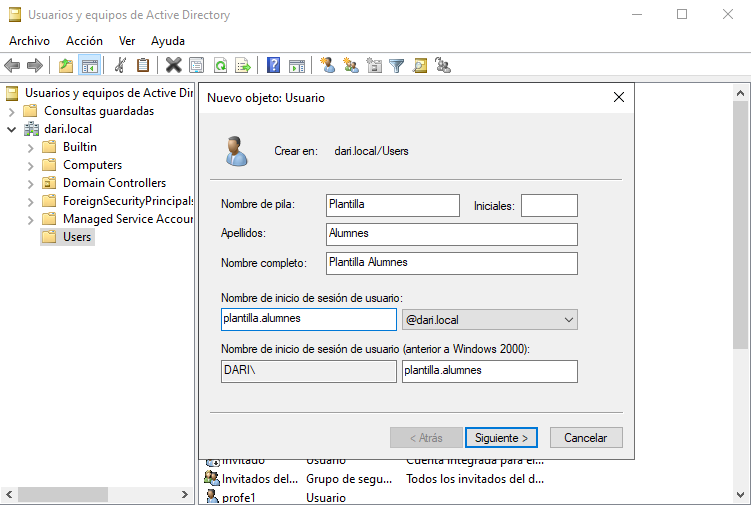 Usuarios y equipos de Active Directory
Archivo Acción Ver Ayuda
Usuarios y equipos de Active Dir
Consultas guardadas
dari.local
Builtin
Computers
Domain Controllers
ForeignSecurityPrincipals
Managed Service Accour
Users
Nuevo objeto: Usuario
Crear en: dari.local/Users
Nombre de pila: Plantilla Iniciales:
Apellidos: Alumnes
Nombre completo: Plantilla Alumnes
Nombre de inicio de sesión de usuario:
plantilla.alumnes @dari.local
Nombre de inicio de sesión de usuario (anterior a Windows 2000):
DARI\ plantilla.alumnes
< Atrás Siguiente > Cancelar
Invitado Usuario Cuenta integrada para el...
Invitados del... Grupo de segu... Todos los invitados del d...
profe1 Usuario